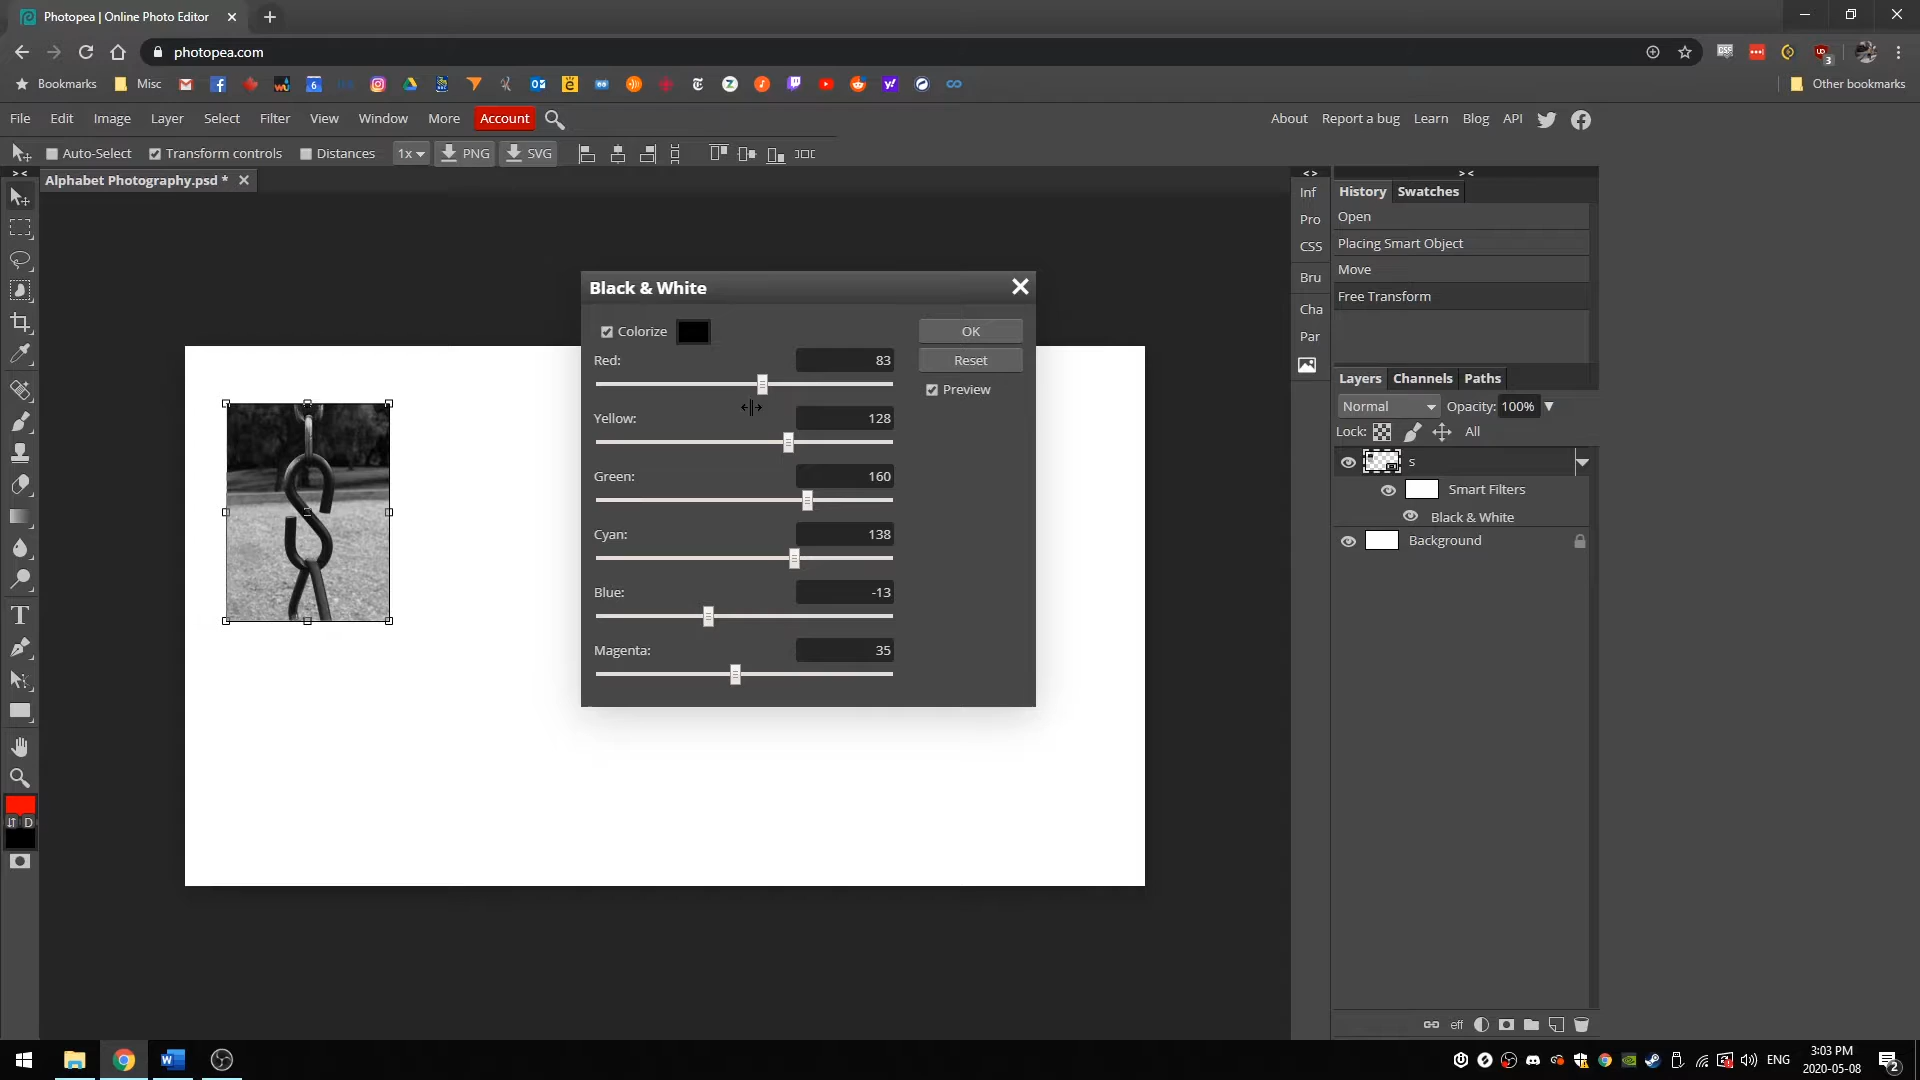 Photopea | Online Photo Editor
photopea.com
Bookmarks Misc Other bookmarks
File Edit Image Layer Select Filter View Window More Account About Report a bug Learn Blog API
Auto-Select Transform controls Distances 1x PNG SVG
Alphabet Photography.psd *
Inf
Pro
CSS
Bru
Cha
Par
History Swatches
Open
Placing Smart Object
Move
Free Transform
Black & White
Colorize OK
Red: 83 Reset
Preview
Yellow: 128
Green: 160
Cyan: 138
Blue: -13
Magenta: 35
Layers Channels Paths
Normal Opacity: 100%
Lock: All
s
Smart Filters
Black & White
Background
D
eff
ENG 3:03 PM
2020-05-08
2